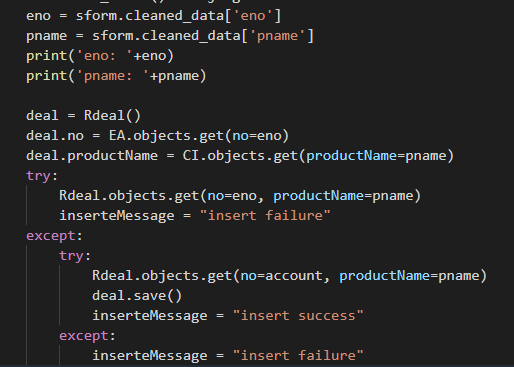 eno = sform.cleaned_data['eno']
pname = sform.cleaned_data['pname']
print('eno: '+eno)
print('pname: '+pname)
deal = Rdeal()
deal.no = EA.objects.get(no=eno)
deal.productName = CI.objects.get(productName=pname)
try:
    Rdeal.objects.get(no=eno, productName=pname)
    inserteMessage = "insert failure"
except:
    try:
        Rdeal.objects.get(no=account, productName=pname)
        deal.save()
        inserteMessage = "insert success"
    except:
        inserteMessage = "insert failure"